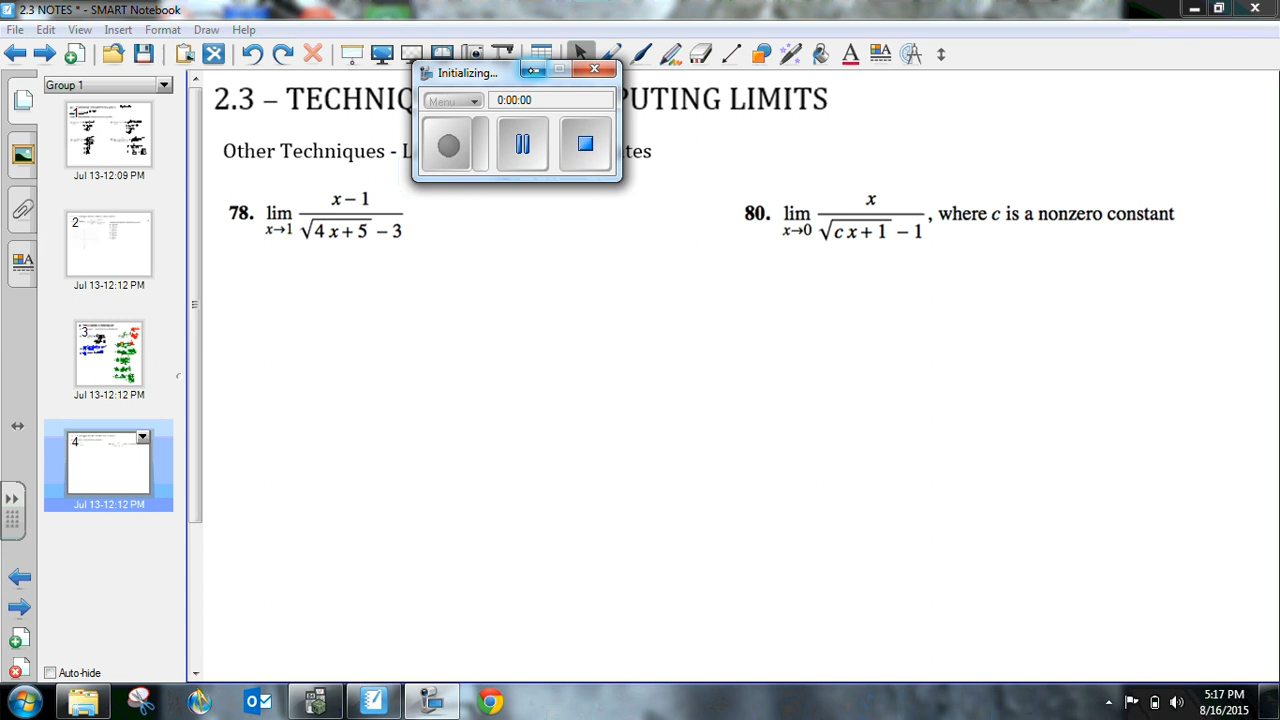 2.3 NOTES * - SMART Notebook
File Edit View Insert Format Draw Help
Group 1
Initializing...
Menu 0:00:00
1
Jul 13-12:09 PM
2
Jul 13-12:12 PM
3
Jul 13-12:12 PM
4
Jul 13-12:12 PM
Auto-hide
2.3 – LIMITS
Other Techniques -
78. lim x→1 (x – 1)/(√(4x + 5) – 3)
80. lim x→0 x/(√(cx + 1) – 1), where c is a nonzero constant
5:17 PM
8/16/2015